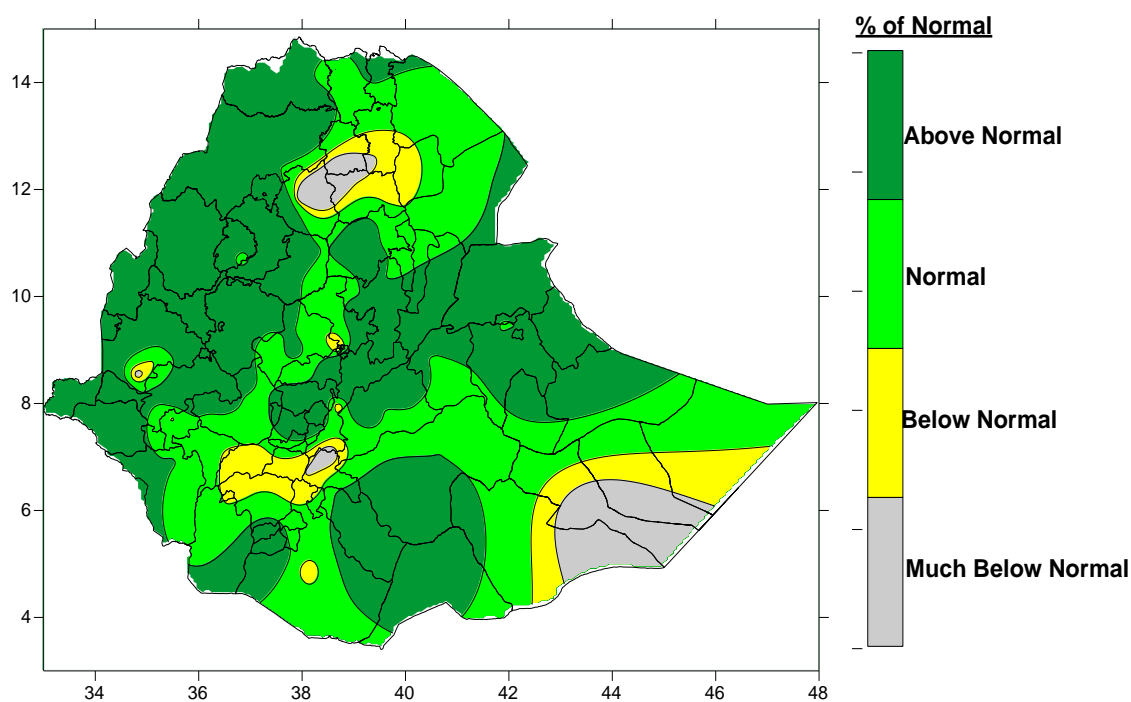 % of Normal
Above Normal
Normal
Below Normal
Much Below Normal
14
12
10
8
6
4
34 36 38 40 42 44 46 48